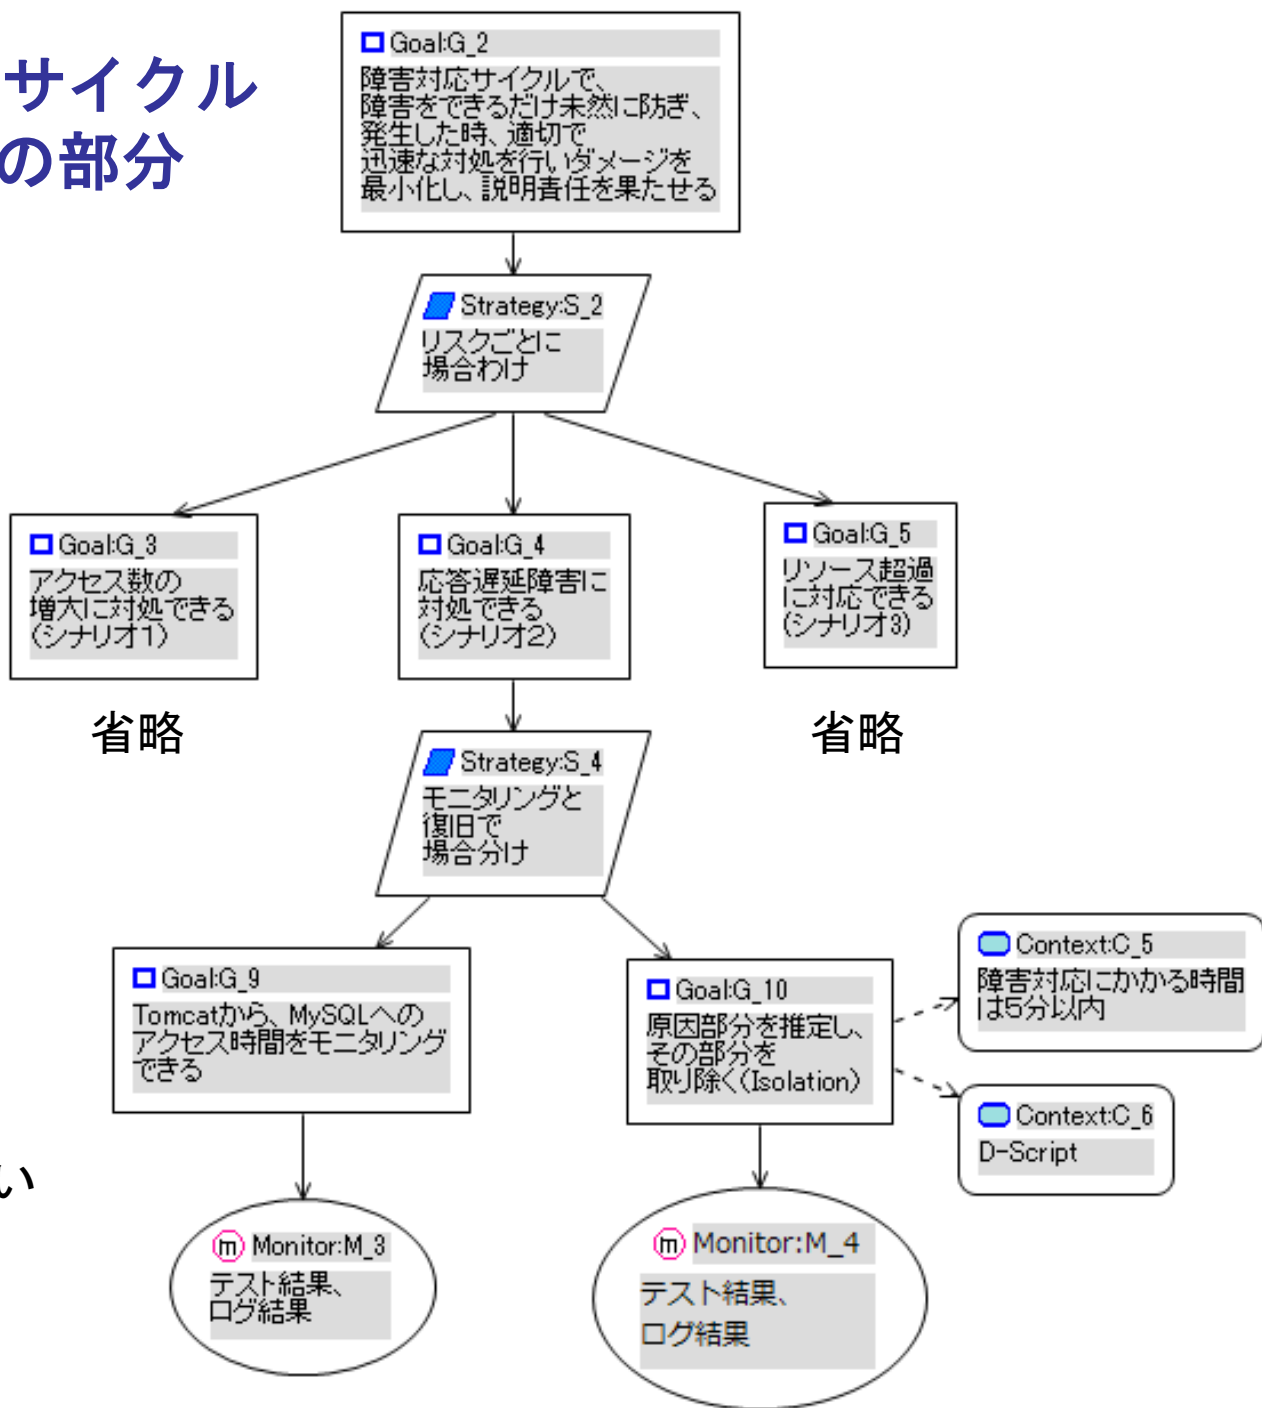 サイクル
の部分
Goal:G_2
障害対応サイクルで、
障害をできるだけ未然に防ぎ、
発生した時、適切で
迅速な対処を行いダメージを
最小化し、説明責任を果たせる
Strategy:S_2
リスクごとに
場合わけ
Goal:G_3
アクセス数の
増大に対処できる
(シナリオ1)
省略
Goal:G_4
応答遅延障害に
対処できる
(シナリオ2)
Goal:G_5
リソース超過
に対応できる
(シナリオ3)
省略
Strategy:S_4
モニタリングと
復旧で
場合分け
Goal:G_9
Tomcatから、MySQLへの
アクセス時間をモニタリング
できる
Goal:G_10
原因部分を推定し、
その部分を
取り除く(Isolation)
Context:C_5
障害対応にかかる時間
は5分以内
Context:C_6
D-Script
い
Monitor:M_3
テスト結果、
ログ結果
Monitor:M_4
テスト結果、
ログ結果